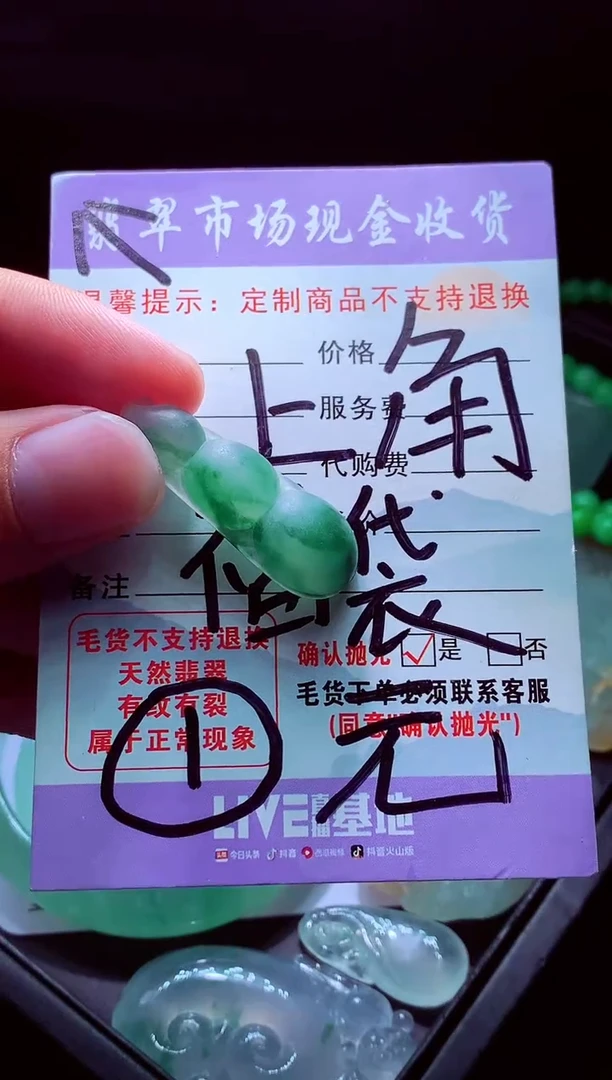 翡翠市场现金收货
温馨提示：定制商品不支持退换
价格
服务费
代购费
备注
上角
袋
毛货不支持退换
天然翡翠
有纹有裂
属于正常现象
确认抛光 是 否
毛货下单必须联系客服
(同意"确认抛光")
①元
LIVE直播基地
今日头条 抖音 西瓜视频 抖音火山版